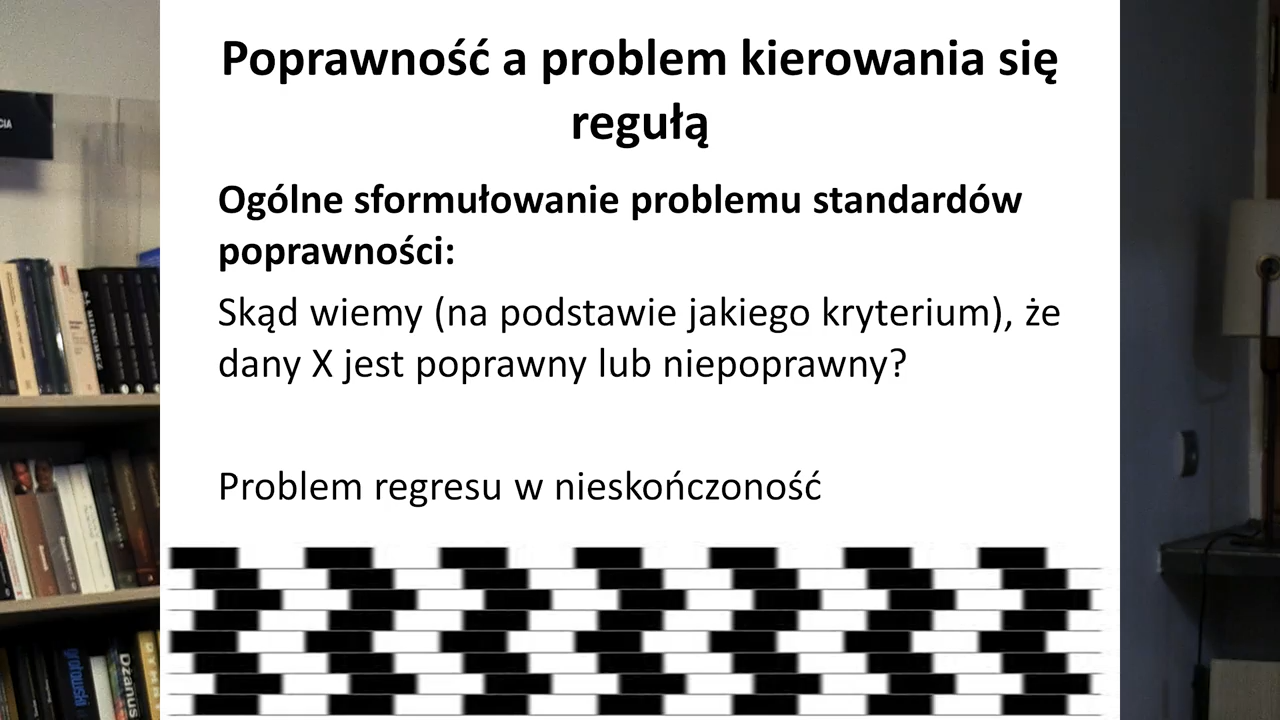 Poprawność a problem kierowania się
regułą
Ogólne sformułowanie problemu standardów
poprawności:
Skąd wiemy (na podstawie jakiego kryterium), że
dany X jest poprawny lub niepoprawny?
Problem regresu w nieskończoność
Dżanus